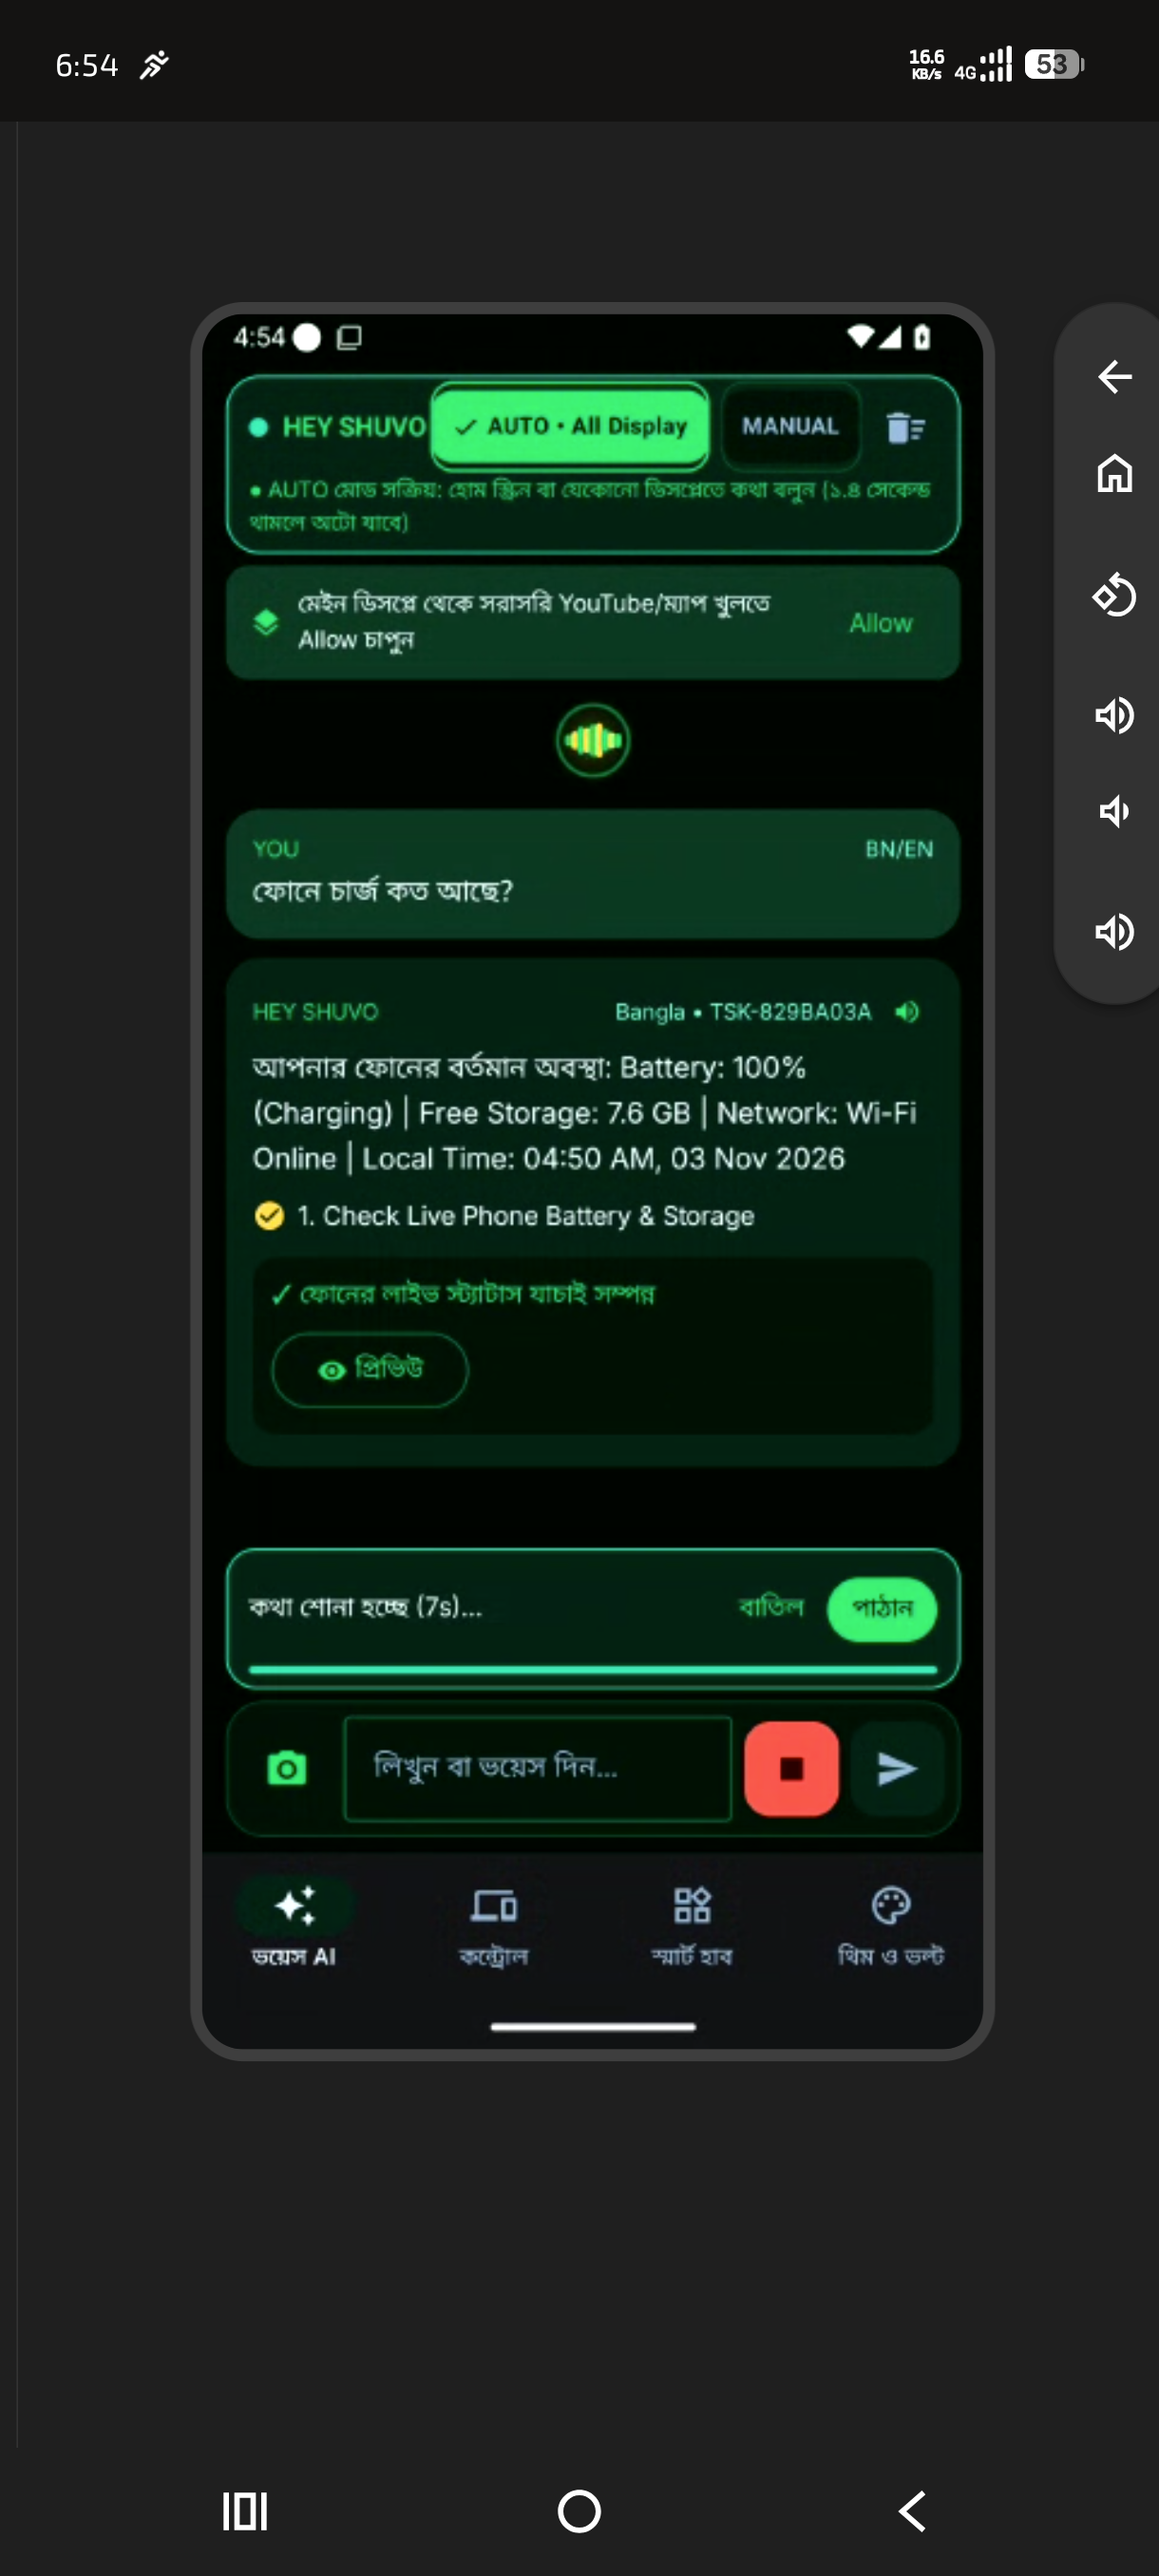 6:54
16.6 KB/s 4G 53
4:54
HEY SHUVO
✓ AUTO • All Display
MANUAL
• AUTO মোড সক্রিয়: হোম স্ক্রিন বা যেকোনো ডিসপ্লেতে কথা বলুন (১.৪ সেকেন্ড
থামলে অটো যাবে)
মেইন ডিসপ্লে থেকে সরাসরি YouTube/ম্যাপ খুলতে
Allow চাপুন
Allow
YOU
BN/EN
ফোনে চার্জ কত আছে?
HEY SHUVO
Bangla • TSK-829BA03A
আপনার ফোনের বর্তমান অবস্থা: Battery: 100%
(Charging) | Free Storage: 7.6 GB | Network: Wi-Fi
Online | Local Time: 04:50 AM, 03 Nov 2026
1. Check Live Phone Battery & Storage
✓ ফোনের লাইভ স্ট্যাটাস যাচাই সম্পন্ন
প্রিভিউ
কথা শোনা হচ্ছে (7s)...
বাতিল
পাঠান
লিখুন বা ভয়েস দিন...
ভয়েস AI
কন্ট্রোল
স্মার্ট হাব
থিম ও ভল্ট